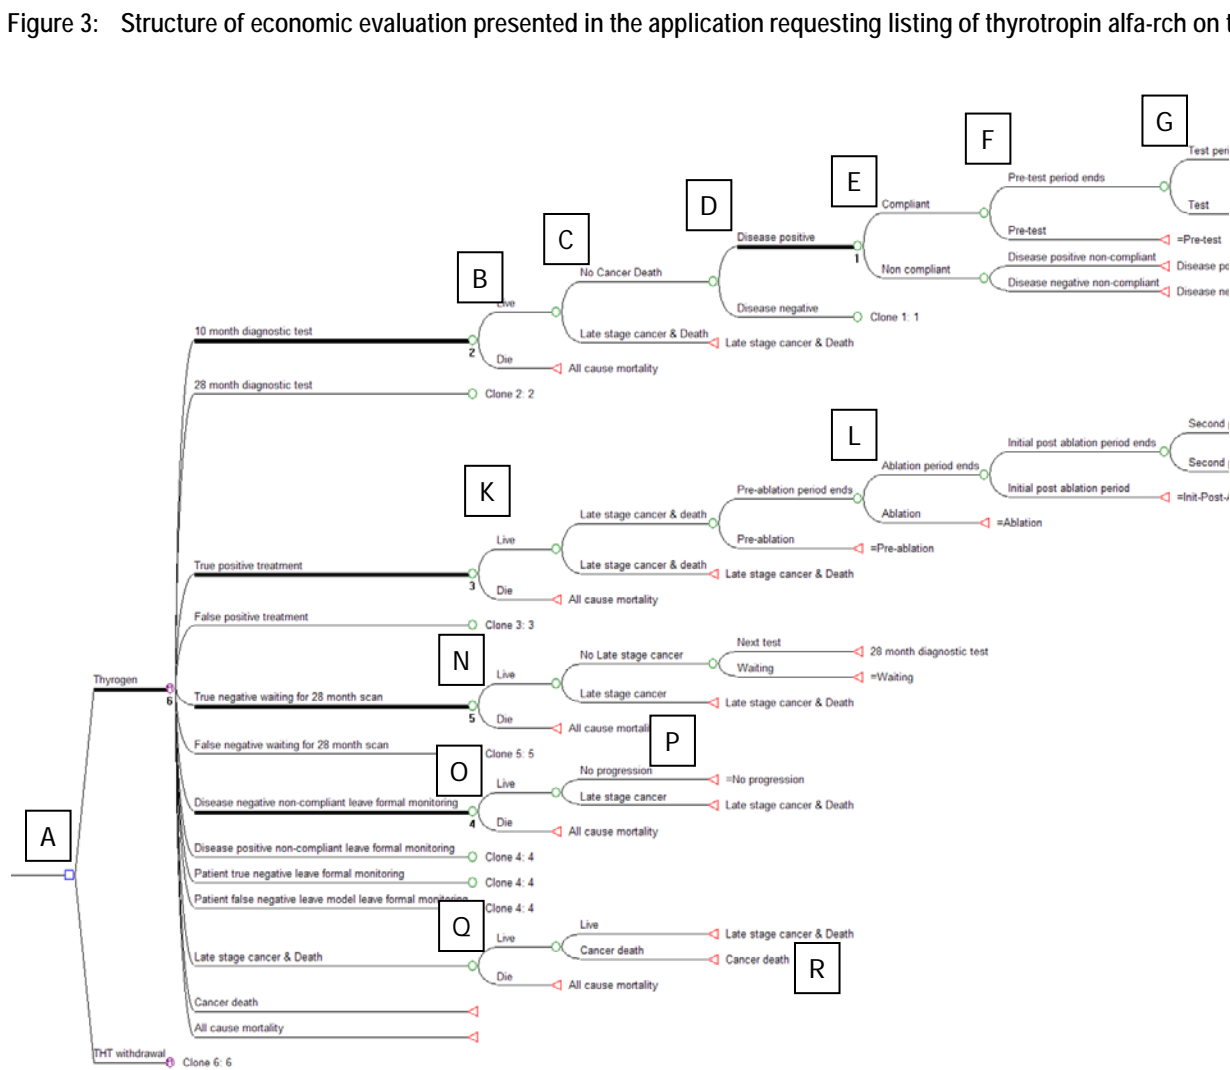 Figure 3: Structure of economic evaluation presented in the application requesting listing of thyrotropin alfa-rch on
G
F
Test
E
Pre-test period ends
D
Compliant
Test
C
Disease positive
Pre-test
=Pre-test
1
B
No Cancer Death
Non compliant
Disease positive non-compliant
Disease
Live
Disease negative non-compliant
Disease
10 month diagnostic test
Disease negative
Clone 1: 1
2
Late stage cancer & Death
Late stage cancer & Death
Die
All cause mortality
28 month diagnostic test
Clone 2: 2
L
Second
Initial post ablation period ends
K
Ablation period ends
Second
Pre-ablation period ends
Initial post ablation period
Late stage cancer & death
Ablation
=Ablation
Live
Pre-ablation
=Pre-ablation
True positive treatment
3
Late stage cancer & death
Late stage cancer & Death
Die
All cause mortality
False positive treatment
Clone 3: 3
N
Next test
28 month diagnostic test
No Late stage cancer
Thyrogen
Live
Waiting
=Waiting
6
True negative waiting for 28 month scan
5
Late stage cancer
Late stage cancer & Death
Die
All cause
P
False negative waiting for 28 month scan
Clone 5: 5
O
No progression
=No progression
Live
Disease negative non-compliant leave formal monitoring
Late stage cancer
Late stage cancer & Death
4
Die
All cause mortality
A
Disease positive non-compliant leave formal monitoring
Clone 4: 4
Patient true negative leave formal monitoring
Clone 4: 4
Patient false negative leave model leave formal monitoring
Clone 4: 4
Q
Live
Live
Late stage cancer & Death
Late stage cancer & Death
Cancer death
Cancer death
R
Die
All cause mortality
Cancer death
All cause mortality
THT withdrawal
Clone 6: 6